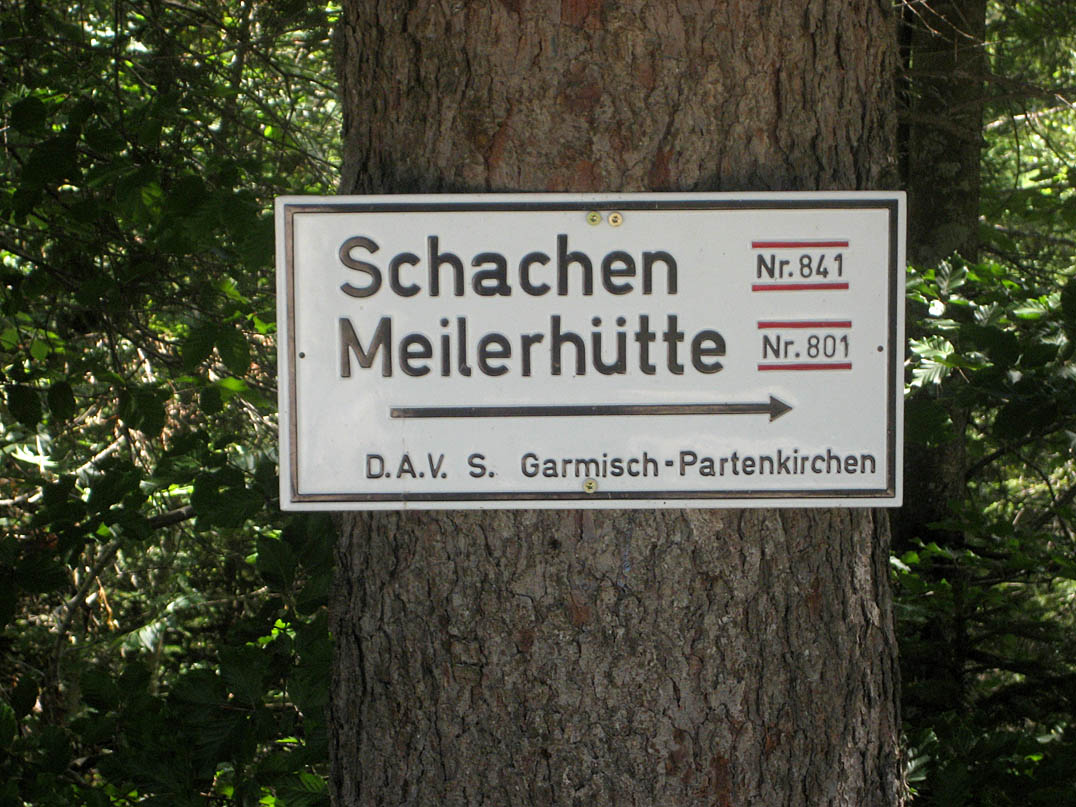 Schachen Nr. 841
Meilerhütte Nr. 801
D.A.V. S. Garmisch-Partenkirchen